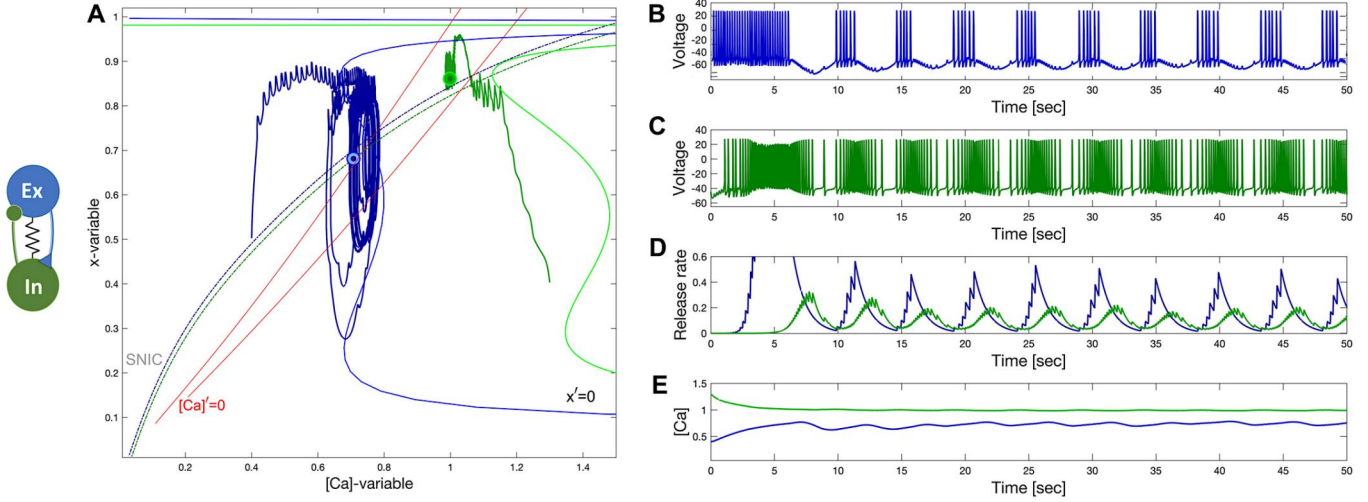 Ex
In
A
1
0.9
0.8
0.7
0.6
0.5
0.4
0.3
0.2
0.1
x-variable
SNIC
[Ca]′=0
x′=0
0.2 0.4 0.6 0.8 1 1.2 1.4
[Ca]-variable
B
40
20
0
-20
-60
Voltage
0 5 10 15 20 25 30 35 40 45 50
Time [sec]
C
40
20
0
-20
-40
-60
Voltage
0 5 10 15 20 25 30 35 40 45 50
Time [sec]
D
0.6
0.4
0.2
0
Release rate
0 5 10 15 20 25 30 35 40 45 50
Time [sec]
E
1.5
1
0.5
[Ca]
0 5 10 15 20 25 30 35 40 45 50
Time [sec]